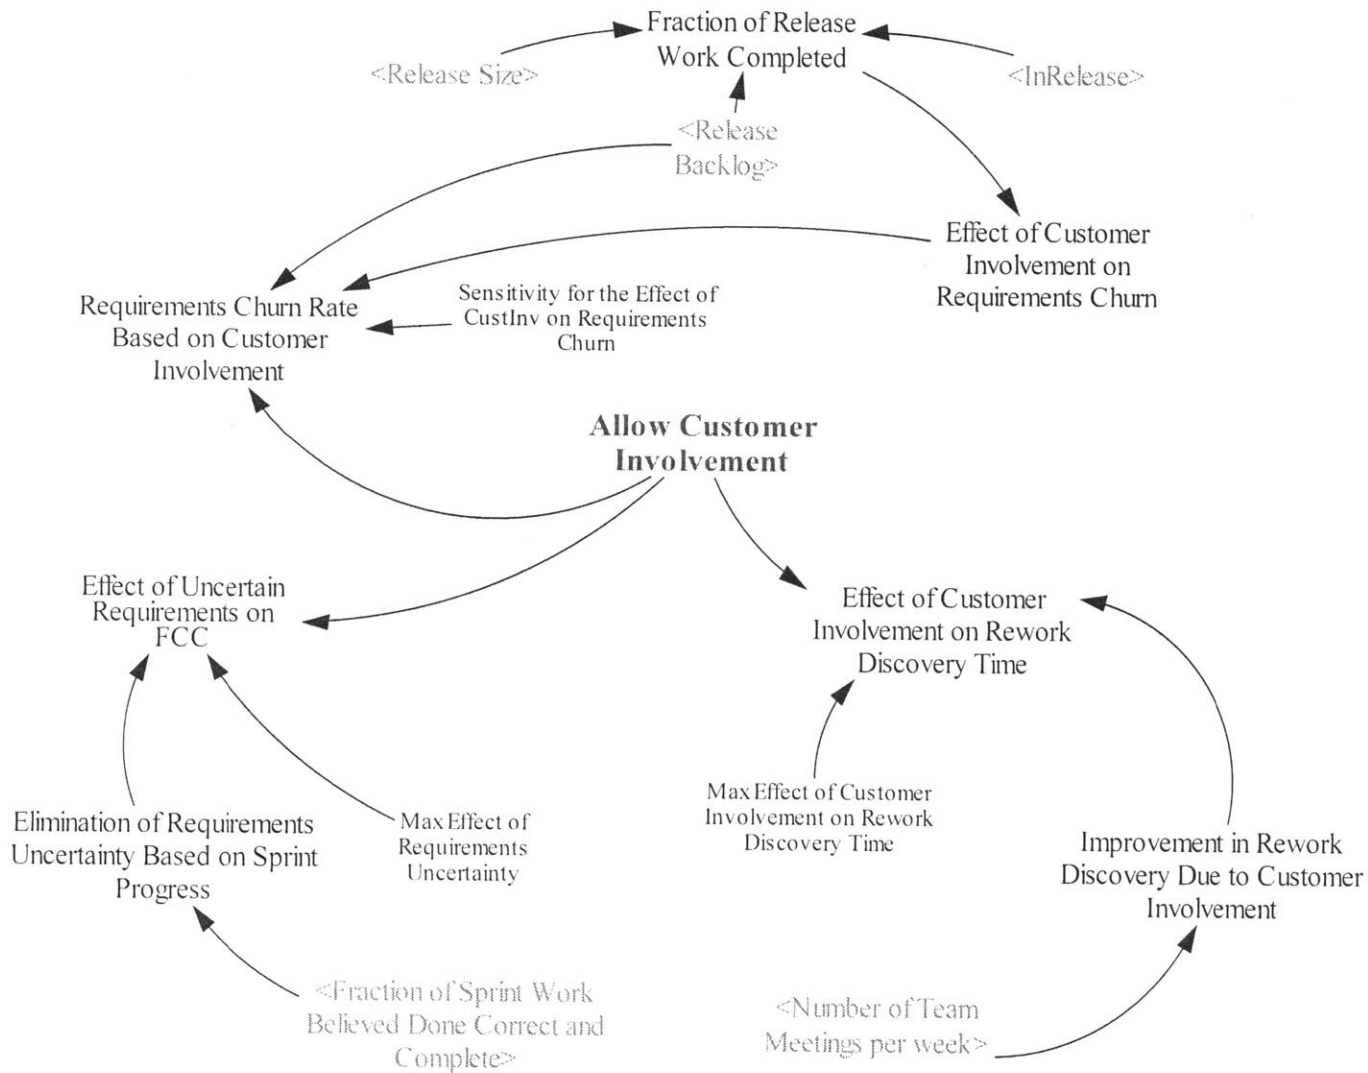 Fraction of Release
Work Completed
<Release Size>
<InRelease>
<Release
Backlog>
Effect of Customer
Involvement on
Requirements Churn
Requirements Churn Rate
Based on Customer
Involvement
Sensitivity for the Effect of
CustInv on Requirements
Churn
Allow Customer
Involvement
Effect of Uncertain
Requirements on
FCC
Effect of Customer
Involvement on Rework
Discovery Time
Max Effect of Customer
Involvement on Rework
Discovery Time
Elimination of Requirements
Uncertainty Based on Sprint
Progress
Max Effect of
Requirements
Uncertainty
Improvement in Rework
Discovery Due to Customer
Involvement
<Fraction of Sprint Work
Believed Done Correct and
Complete>
<Number of Team
Meetings per week>